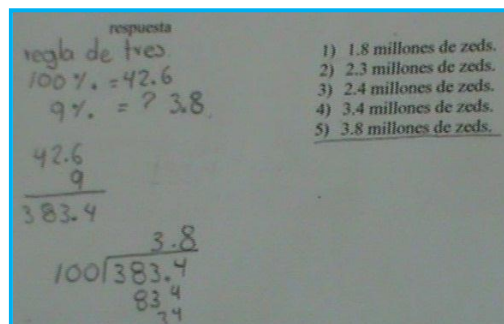 respuesta
regla de tres.
100 % = 42.6
9 % = ? 3.8
42.6
9
383.4
3.8
100 383.4
83 4
34
1) 1.8 millones de zeds.
2) 2.3 millones de zeds.
3) 2.4 millones de zeds.
4) 3.4 millones de zeds.
5) 3.8 millones de zeds.